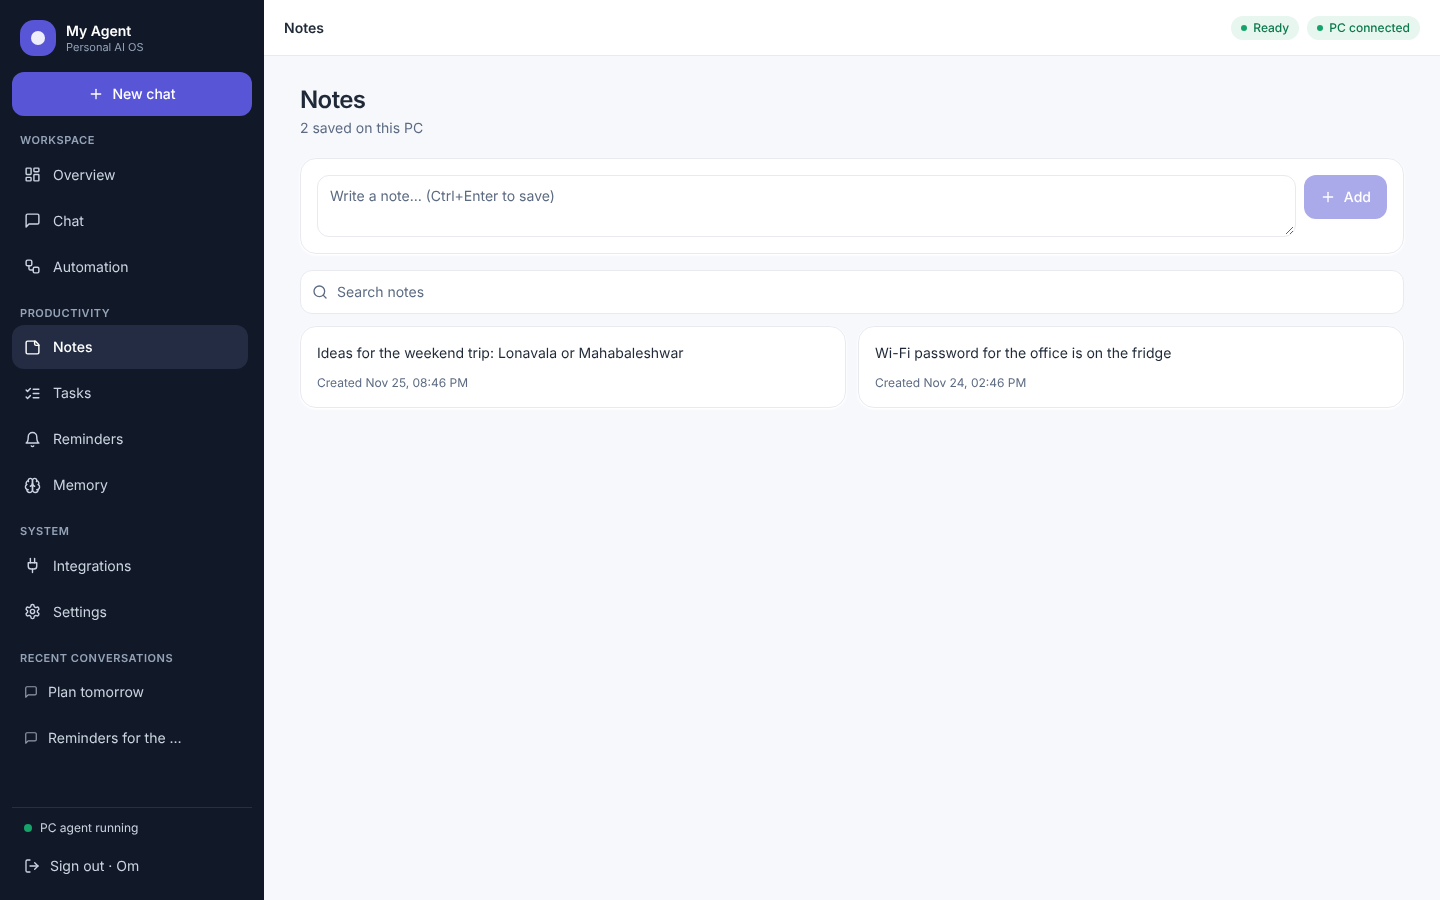 My Agent
Personal AI OS
New chat
WORKSPACE
Overview
Chat
Automation
PRODUCTIVITY
Notes
Tasks
Reminders
Memory
SYSTEM
Integrations
Settings
RECENT CONVERSATIONS
Plan tomorrow
Reminders for the ...
PC agent running
Sign out · Om
Notes
Ready
PC connected
Notes
2 saved on this PC
Write a note... (Ctrl+Enter to save)
Add
Search notes
Ideas for the weekend trip: Lonavala or Mahabaleshwar
Created Nov 25, 08:46 PM
Wi-Fi password for the office is on the fridge
Created Nov 24, 02:46 PM